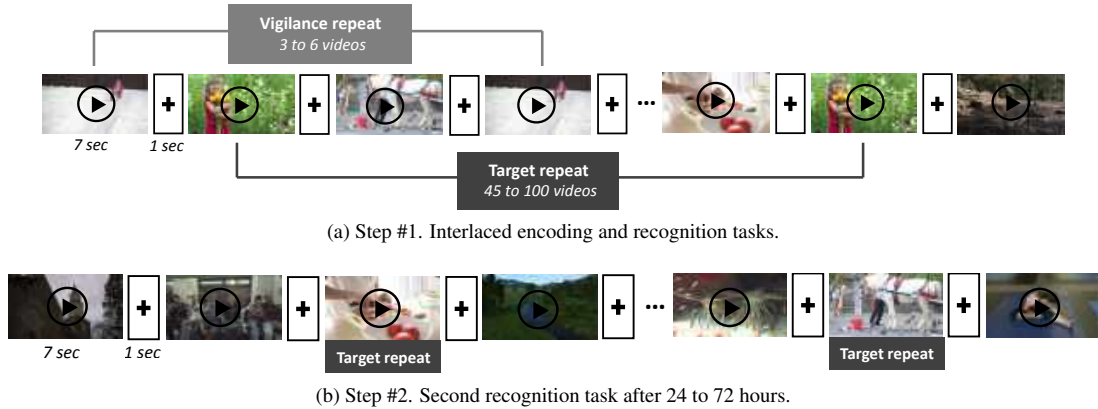 Vigilance repeat
3 to 6 videos
+ + + + ... + +
7 sec 1 sec
Target repeat
45 to 100 videos
(a) Step #1. Interlaced encoding and recognition tasks.
+ + + + ... + +
7 sec 1 sec
Target repeat Target repeat
(b) Step #2. Second recognition task after 24 to 72 hours.